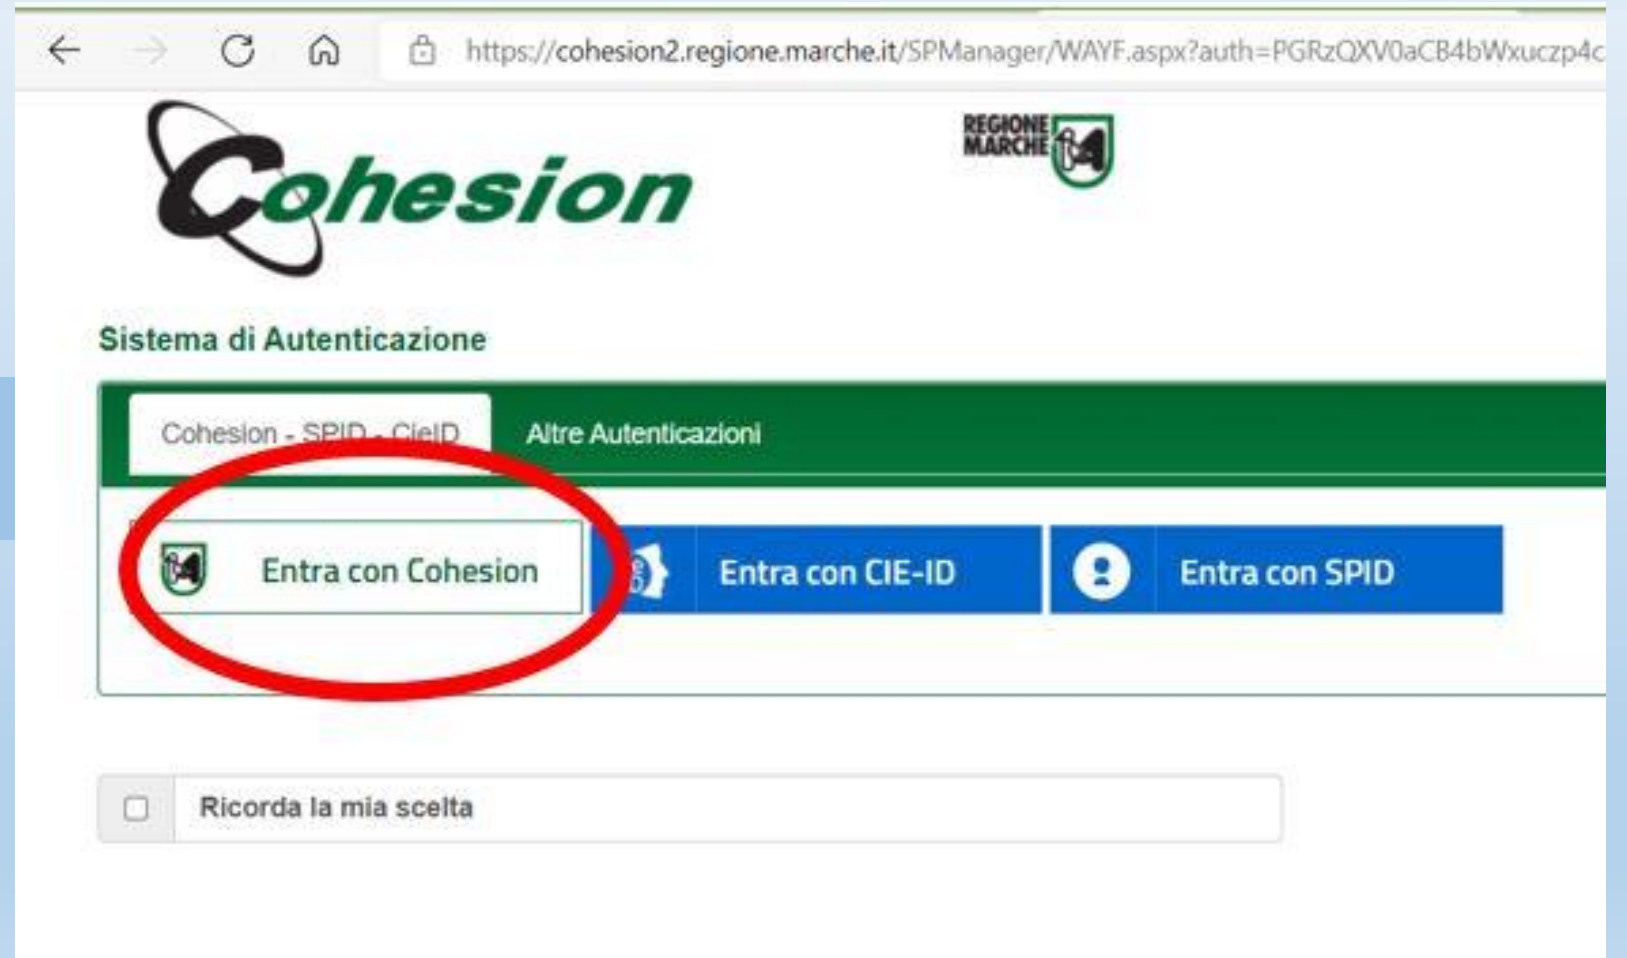 https://cohesion2.regione.marche.it/SPManager/WAYF.aspx?auth=PGRzQXV0aCB4bWxuczp4c
Cohesion
REGIONE
MARCHE
Sistema di Autenticazione
Cohesion - SPID - CieID
Altre Autenticazioni
Entra con Cohesion
Entra con CIE-ID
Entra con SPID
Ricorda la mia scelta